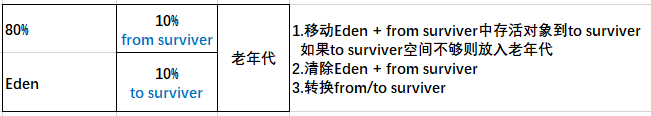 80%
Eden
10%
from surviver
10%
to surviver
老年代
1.移动Eden + from surviver中存活对象到to surviver
如果to surviver空间不够则放入老年代
2.清除Eden + from surviver
3.转换from/to surviver